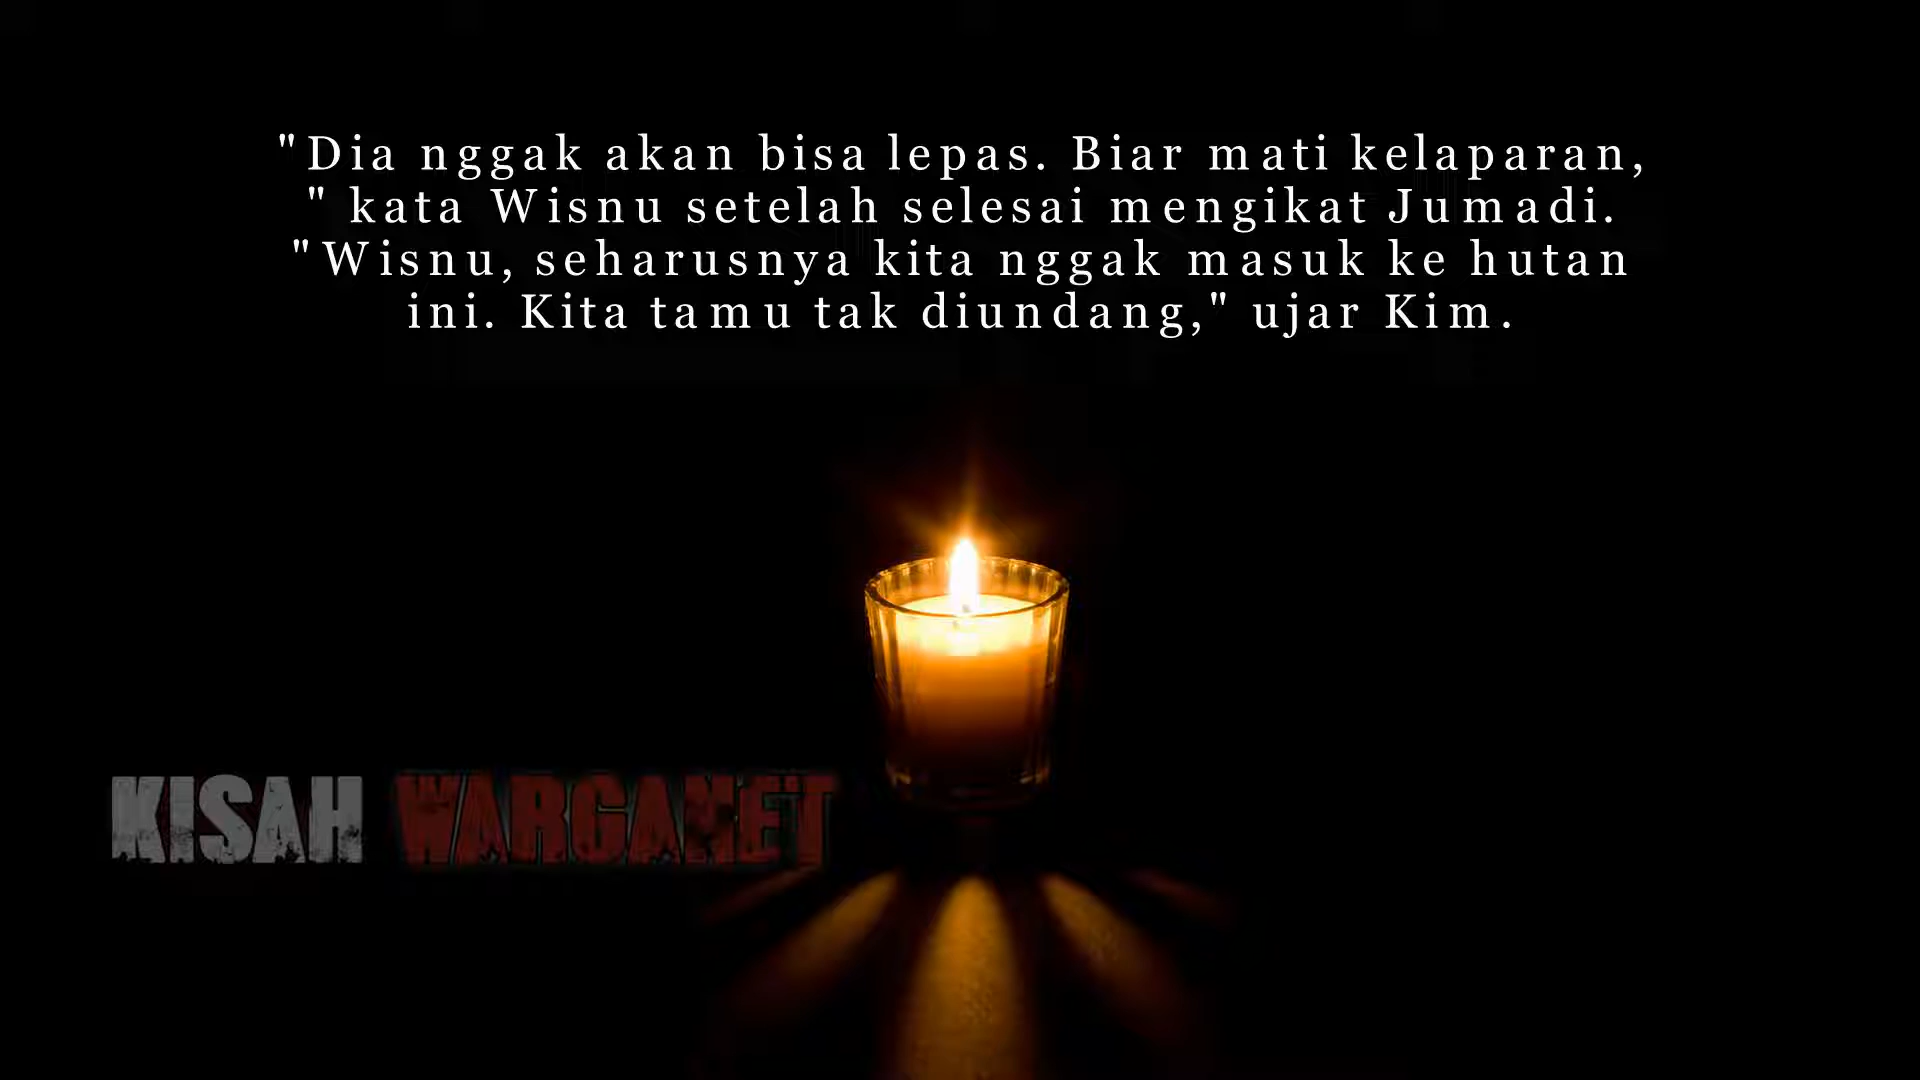 "Dia nggak akan bisa lepas. Biar mati kelaparan,
" kata Wisnu setelah selesai mengikat Jumadi.
"Wisnu, seharusnya kita nggak masuk ke hutan
ini. Kita tamu tak diundang," ujar Kim.
KISAH WARGANET